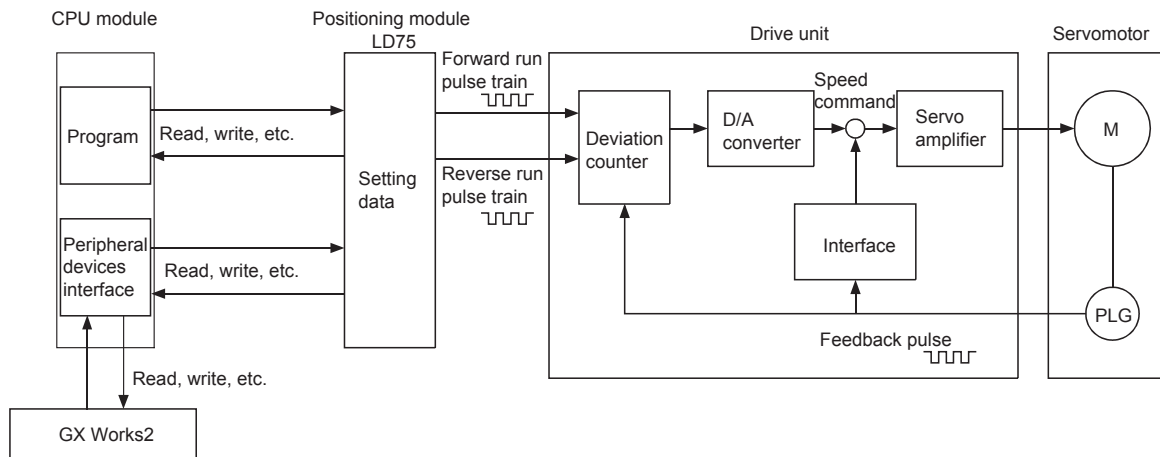 CPU module
Positioning module
LD75
Drive unit
Servomotor
Program
Read, write, etc.
Peripheral
devices
interface
Read, write, etc.
Read, write, etc.
GX Works2
Setting
data
Forward run
pulse train
Reverse run
pulse train
Deviation
counter
D/A
converter
Speed
command
Servo
amplifier
Interface
Feedback pulse
M
PLG